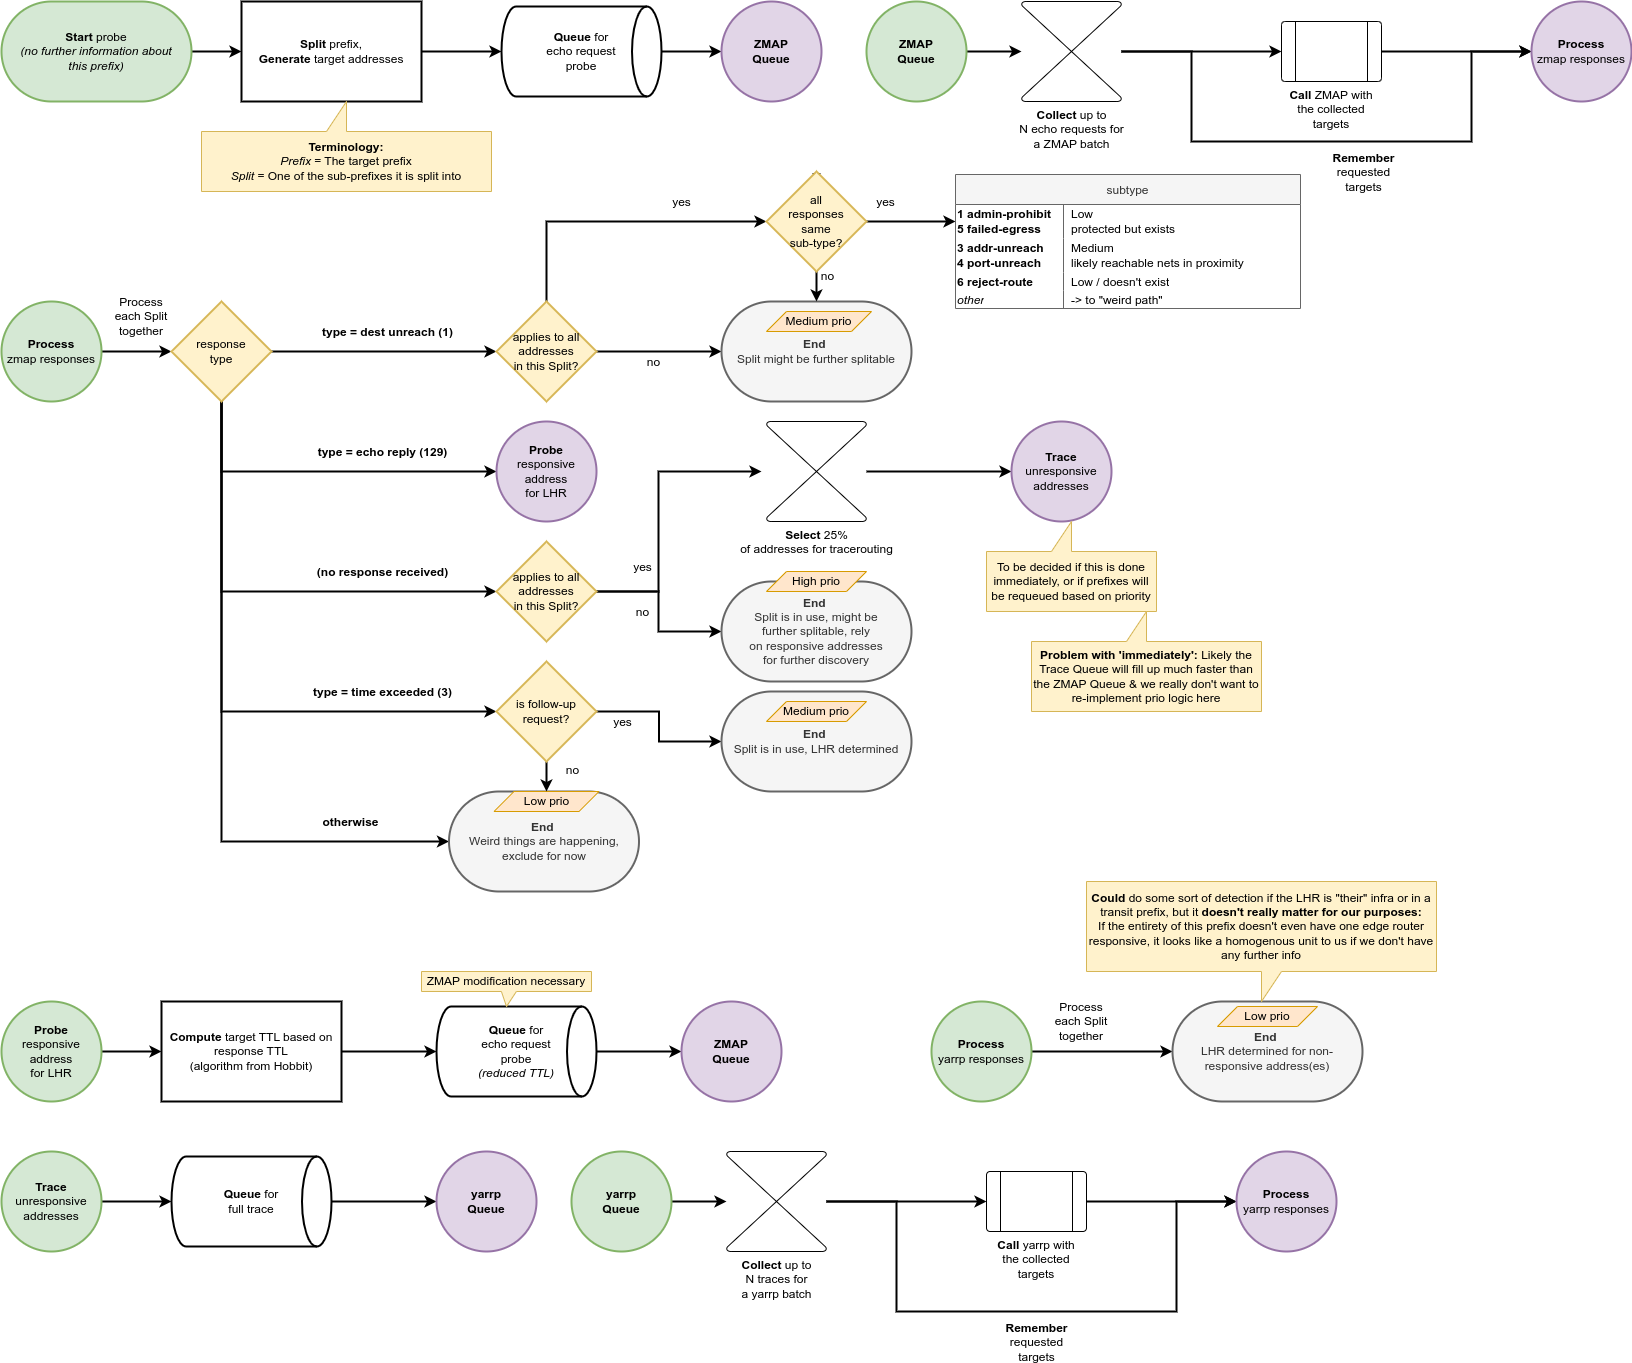 Start probe
(no further information about
this prefix)
Split prefix,
Generate target addresses
Queue for
echo request
probe
ZMAP
Queue
ZMAP
Queue
Collect up to
N echo requests for
a ZMAP batch
Call ZMAP with
the collected
targets
Remember
requested
targets
Process
zmap responses
Terminology:
Prefix = The target prefix
Split = One of the sub-prefixes it is split into
Process
zmap responses
Process
each Split
together
response
type
type = dest unreach (1)
applies to all
addresses
in this Split?
yes
all
responses
same
sub-type?
yes
subtype
1 admin-prohibit
5 failed-egress
Low
protected but exists
3 addr-unreach
4 port-unreach
Medium
likely reachable nets in proximity
6 reject-route
Low / doesn't exist
other
-> to "weird path"
no
no
Medium prio
End
Split might be further splitable
type = echo reply (129)
Probe
responsive
address
for LHR
(no response received)
applies to all
addresses
in this Split?
yes
Select 25%
of addresses for tracerouting
Trace
unresponsive
addresses
To be decided if this is done
immediately, or if prefixes will
be requeued based on priority
Problem with 'immediately': Likely the
Trace Queue will fill up much faster than
the ZMAP Queue & we really don't want to
re-implement prio logic here
no
High prio
End
Split is in use, might be
further splitable, rely
on responsive addresses
for further discovery
type = time exceeded (3)
is follow-up
request?
yes
Medium prio
End
Split is in use, LHR determined
no
otherwise
Low prio
End
Weird things are happening,
exclude for now
Probe
responsive
address
for LHR
Compute target TTL based on
response TTL
(algorithm from Hobbit)
ZMAP modification necessary
Queue for
echo request
probe
(reduced TTL)
ZMAP
Queue
Could do some sort of detection if the LHR is "their" infra or in a
transit prefix, but it doesn't really matter for our purposes:
If the entirety of this prefix doesn't even have one edge router
responsive, it looks like a homogenous unit to us if we don't have
any further info
Process
yarrp responses
Process
each Split
together
Low prio
End
LHR determined for non-
responsive address(es)
Trace
unresponsive
addresses
Queue for
full trace
yarrp
Queue
yarrp
Queue
Collect up to
N traces for
a yarrp batch
Call yarrp with
the collected
targets
Remember
requested
targets
Process
yarrp responses